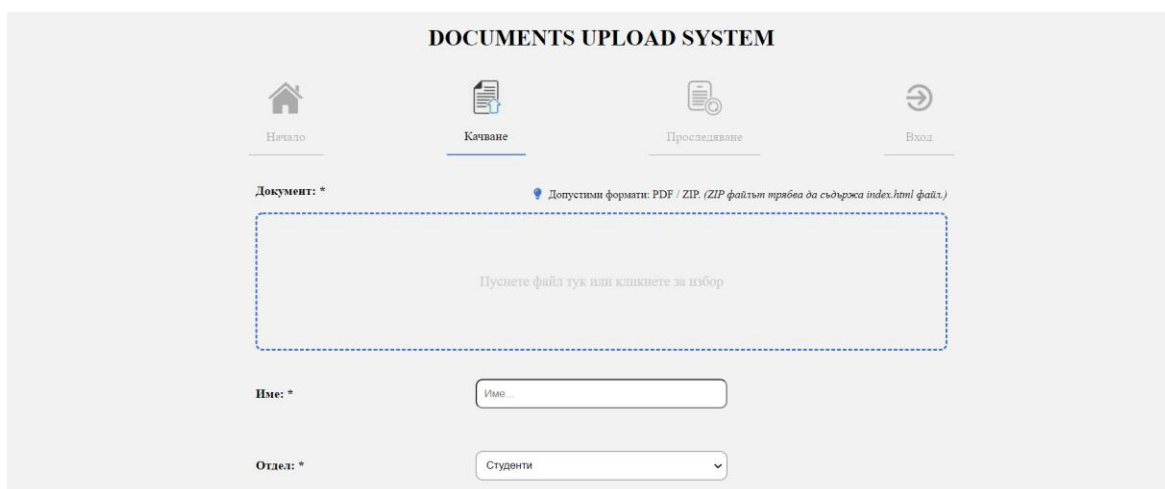 DOCUMENTS UPLOAD SYSTEM
Начало Качване Проследяване Вход
Документ: * Допустими формати: PDF / ZIP. (ZIP файлът трябва да съдържа index.html файл.)
Пуснете файл тук или кликнете за избор
Име: * Име...
Отдел: * Студенти